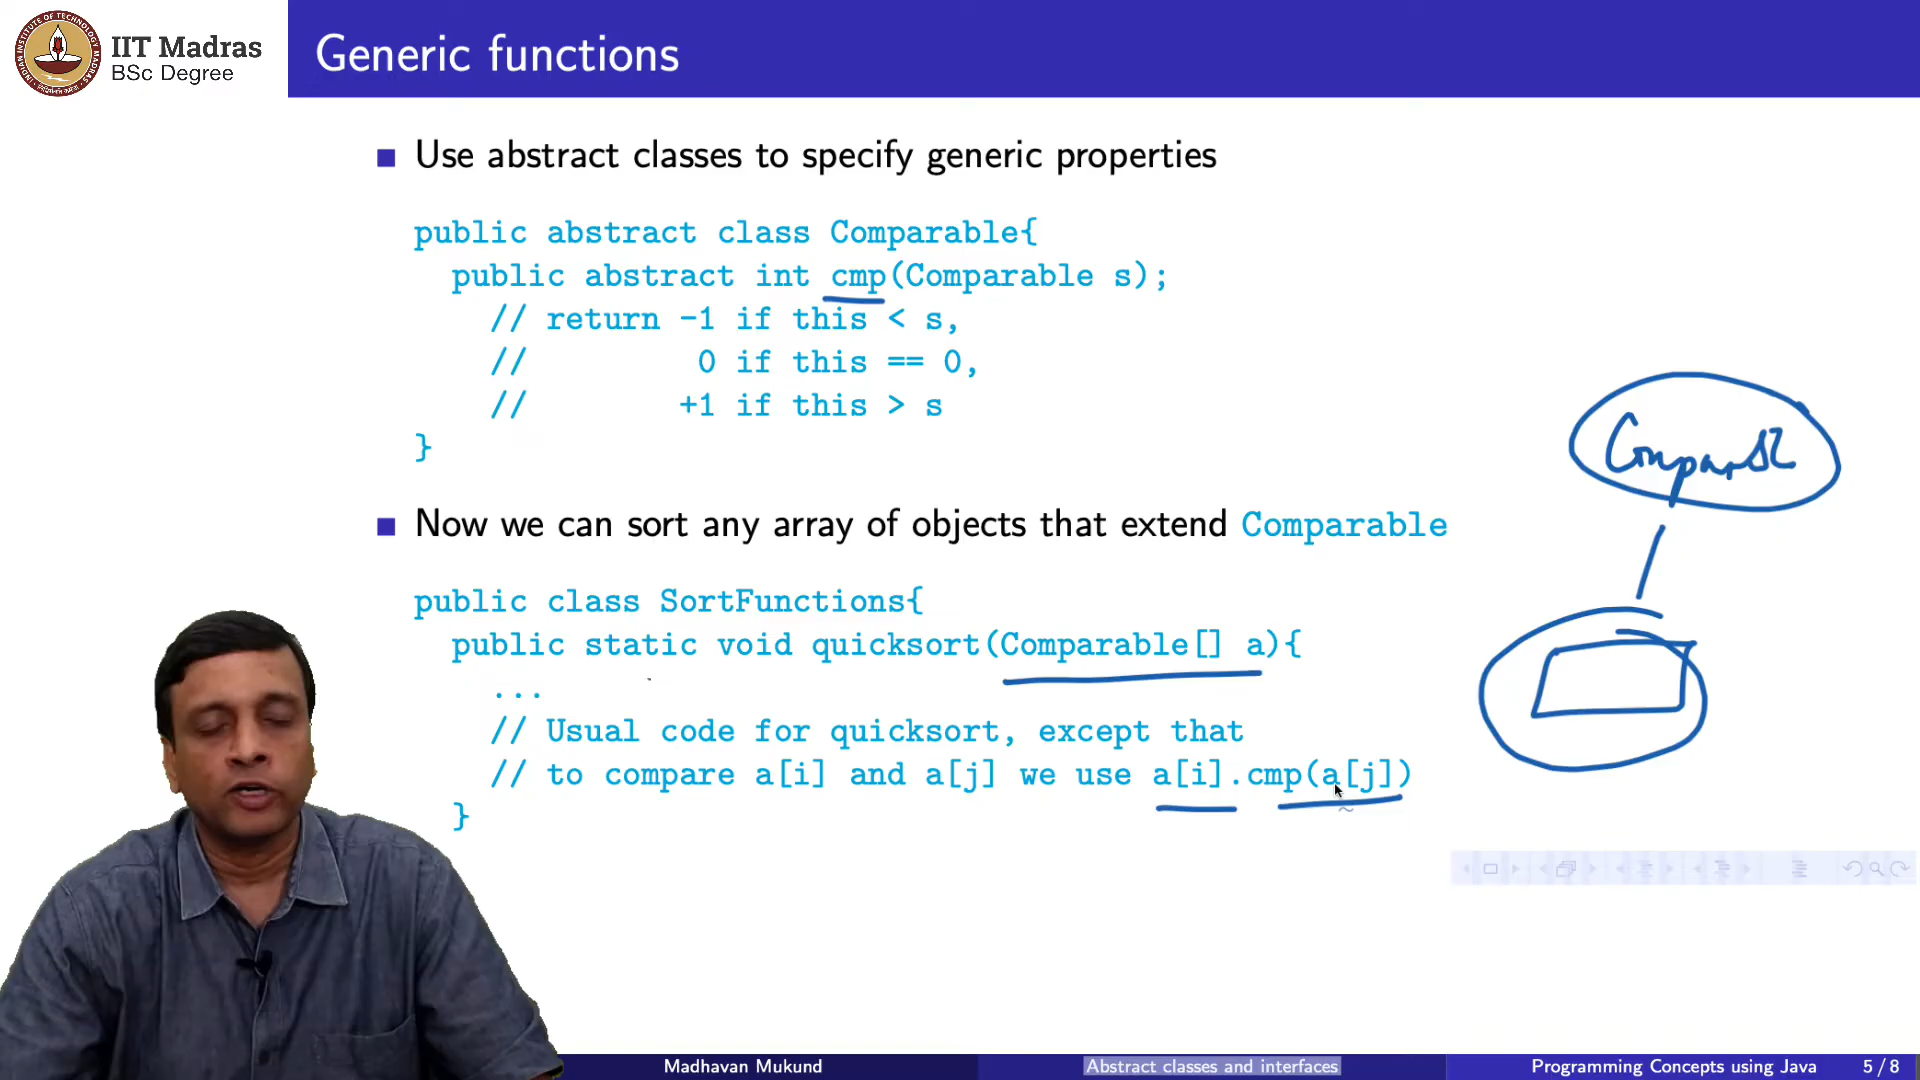 IIT Madras
BSc Degree
Generic functions
Use abstract classes to specify generic properties
public abstract class Comparable{
public abstract int cmp(Comparable s);
// return -1 if this < s,
// 0 if this == 0,
// +1 if this > s
}
Now we can sort any array of objects that extend Comparable
public class SortFunctions{
public static void quicksort(Comparable[] a){
...
// Usual code for quicksort, except that
// to compare a[i] and a[j] we use a[i].cmp(a[j])
}
Madhavan Mukund
Abstract classes and interfaces
Programming Concepts using Java
5 / 8